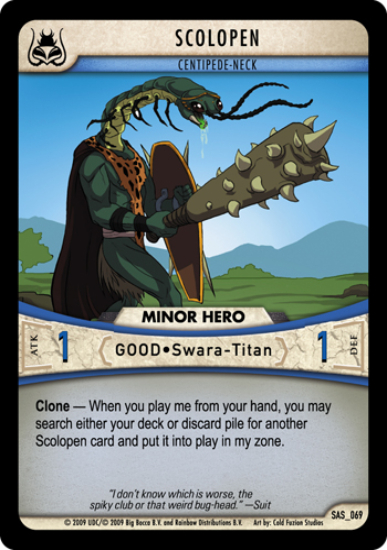 SCOLOPEN
CENTIPEDE-NECK
MINOR HERO
ATK 1 GOOD•Swara-Titan 1 DEF
Clone — When you play me from your hand, you may
search either your deck or discard pile for another
Scolopen card and put it into play in my zone.
"I don't know which is worse, the
spiky club or that weird bug-head." —Suit
© 2009 UDC/© 2009 Big Bocca B.V. and Rainbow Distributions B.V. Art by: Cold Fusion Studios SAS_069